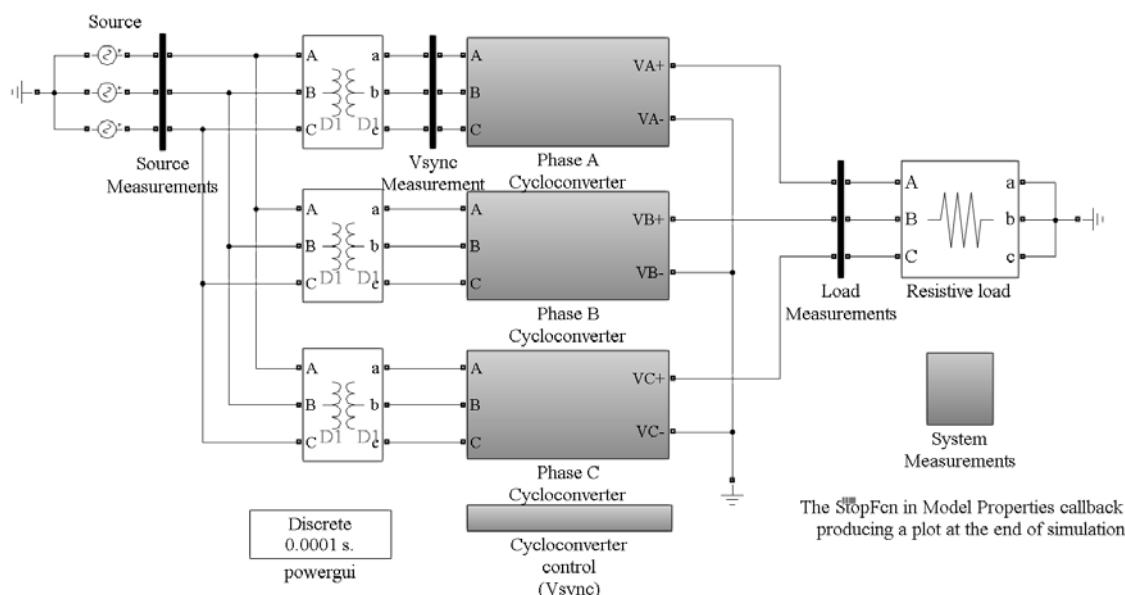 Source
A
B
C
D1 D1
a
b
c
A
B
C
VA+
VA-
Source
Measurements
Vsync
Measurement
Phase A
Cycloconverter
A
B
C
D1 D1
a
b
c
A
B
C
VB+
VB-
Phase B
Cycloconverter
A
B
C
D1 D1
a
b
c
A
B
C
VC+
VC-
Phase C
Cycloconverter
A
B
C
a
b
c
Load
Measurements
Resistive load
System
Measurements
Discrete
0.0001 s.
powergui
Cycloconverter
control
(Vsync)
The StopFcn in Model Properties callback
producing a plot at the end of simulation